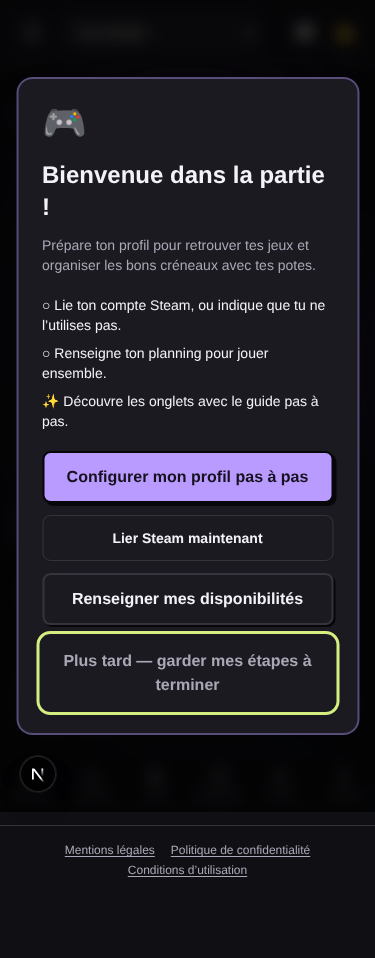 Bienvenue dans la partie
!
Prépare ton profil pour retrouver tes jeux et
organiser les bons créneaux avec tes potes.
○ Lie ton compte Steam, ou indique que tu ne
l’utilises pas.
○ Renseigne ton planning pour jouer
ensemble.
✨ Découvre les onglets avec le guide pas à
pas.
Configurer mon profil pas à pas
Lier Steam maintenant
Renseigner mes disponibilités
Plus tard — garder mes étapes à
terminer
N
Mentions légales Politique de confidentialité
Conditions d’utilisation